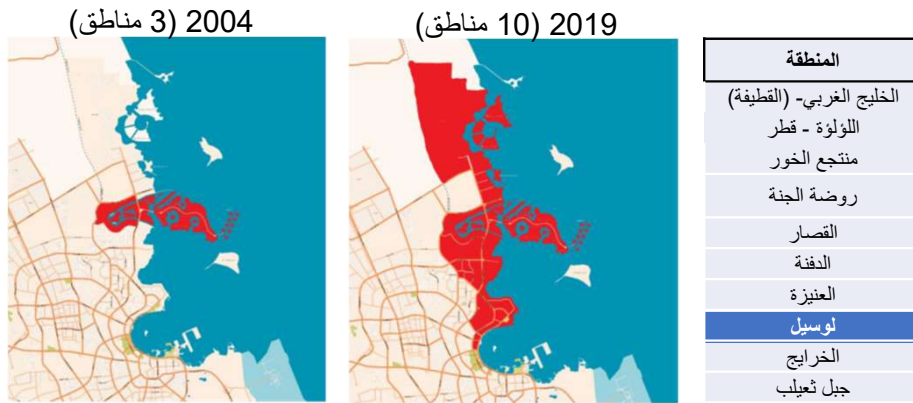 2004 (3 مناطق)
2019 (10 مناطق)
المنطقة
الخليج الغربي- (القطيفة)
اللؤلؤة - قطر
منتجع الخور
روضة الجنة
القصار
الدفنة
العنيزة
لوسيل
الخرايج
جبل ثعيلب